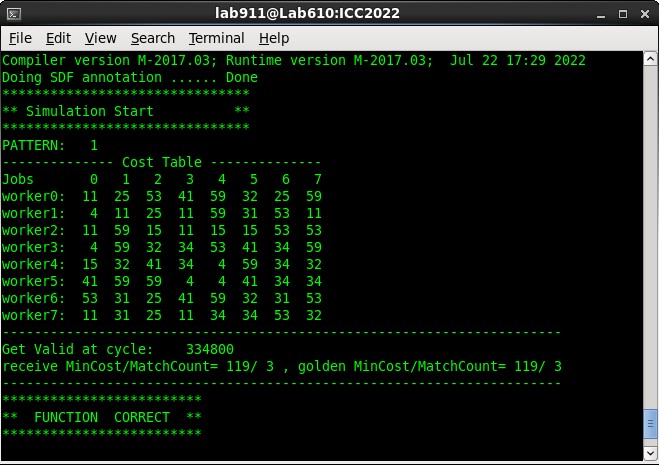 lab911@Lab610:ICC2022
File Edit View Search Terminal Help
Compiler version M-2017.03; Runtime version M-2017.03;  Jul 22 17:29 2022
Doing SDF annotation ...... Done
*******************************
** Simulation Start          **
*******************************
PATTERN:   1
-------------- Cost Table --------------
Jobs       0   1   2   3   4   5   6   7
worker0:  11  25  53  41  59  32  25  59
worker1:   4  11  25  11  59  31  53  11
worker2:  11  59  15  11  15  15  53  53
worker3:   4  59  32  34  53  41  34  59
worker4:  15  32  41  34   4  59  34  32
worker5:  41  59  59   4   4  41  34  34
worker6:  53  31  25  41  59  32  31  53
worker7:  11  31  25  11  34  34  53  32
----------------------------------------------------------------------
Get Valid at cycle:    334800
receive MinCost/MatchCount= 119/ 3 , golden MinCost/MatchCount= 119/ 3
----------------------------------------------------------------------
*************************
**  FUNCTION  CORRECT  **
*************************